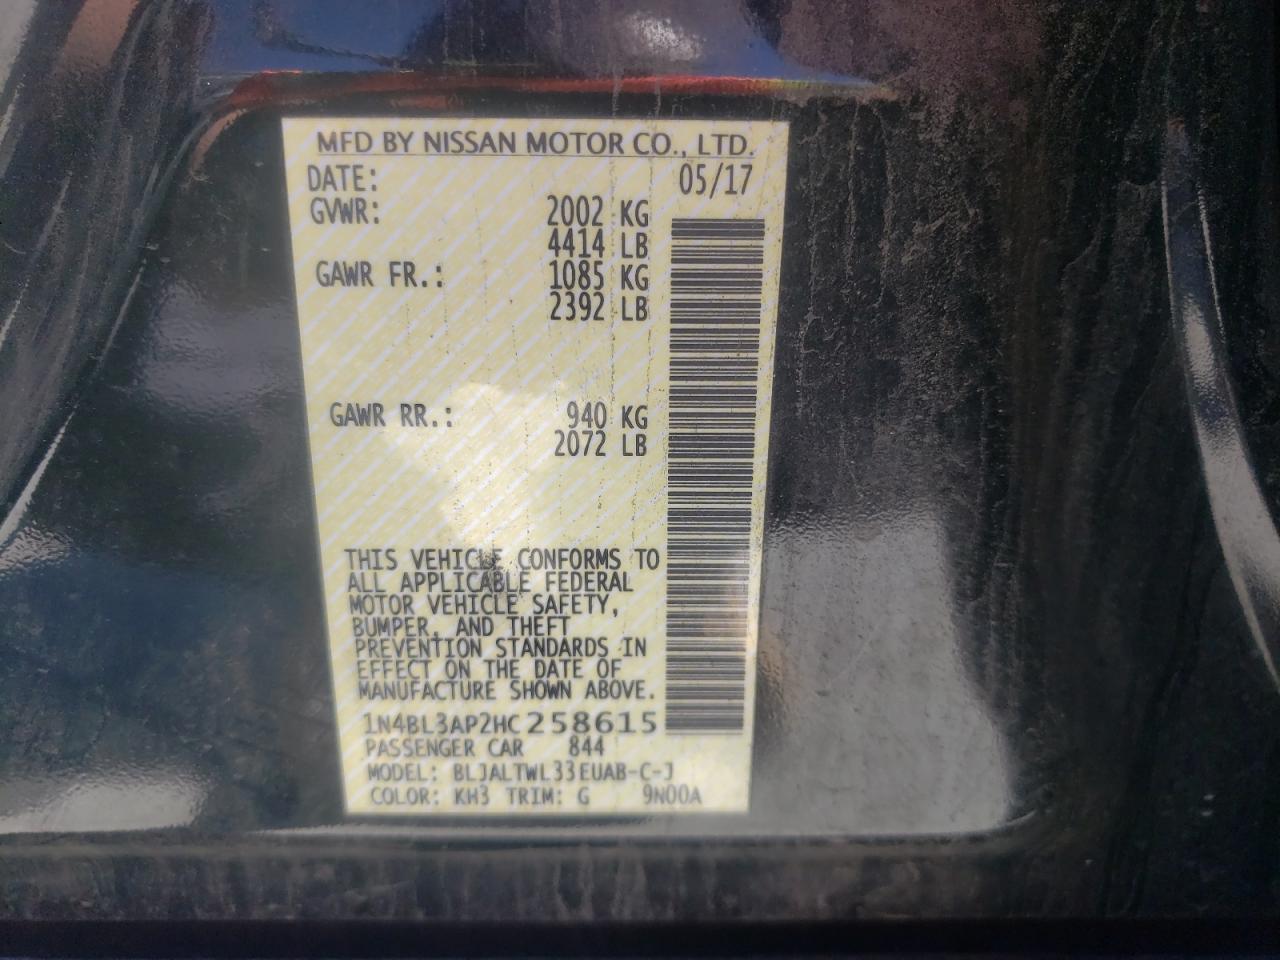 MFD BY NISSAN MOTOR CO., LTD.
DATE: 05/17
GVWR: 2002 KG
4414 LB
GAWR FR.: 1085 KG
2392 LB
GAWR RR.: 940 KG
2072 LB
THIS VEHICLE CONFORMS TO
ALL APPLICABLE FEDERAL
MOTOR VEHICLE SAFETY,
BUMPER, AND THEFT
PREVENTION STANDARDS IN
EFFECT ON THE DATE OF
MANUFACTURE SHOWN ABOVE.
1N4BL3AP2HC258615
PASSENGER CAR 844
MODEL: BLJALTWL33EUAB-C-J
COLOR: KH3 TRIM: G 9N00A